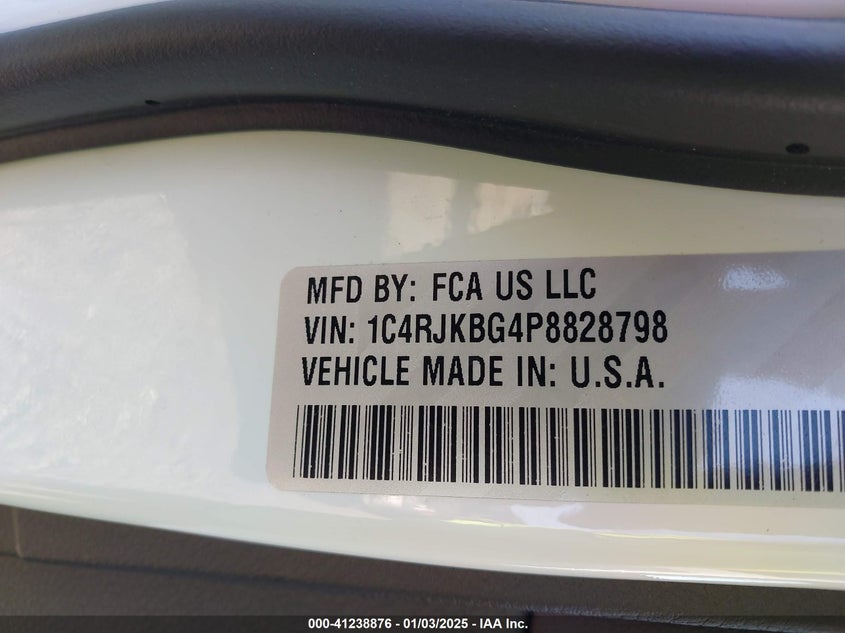 MFD BY: FCA US LLC
VIN: 1C4RJKBG4P8828798
VEHICLE MADE IN: U.S.A.
000-41238876 - 01/03/2025 - IAA Inc.